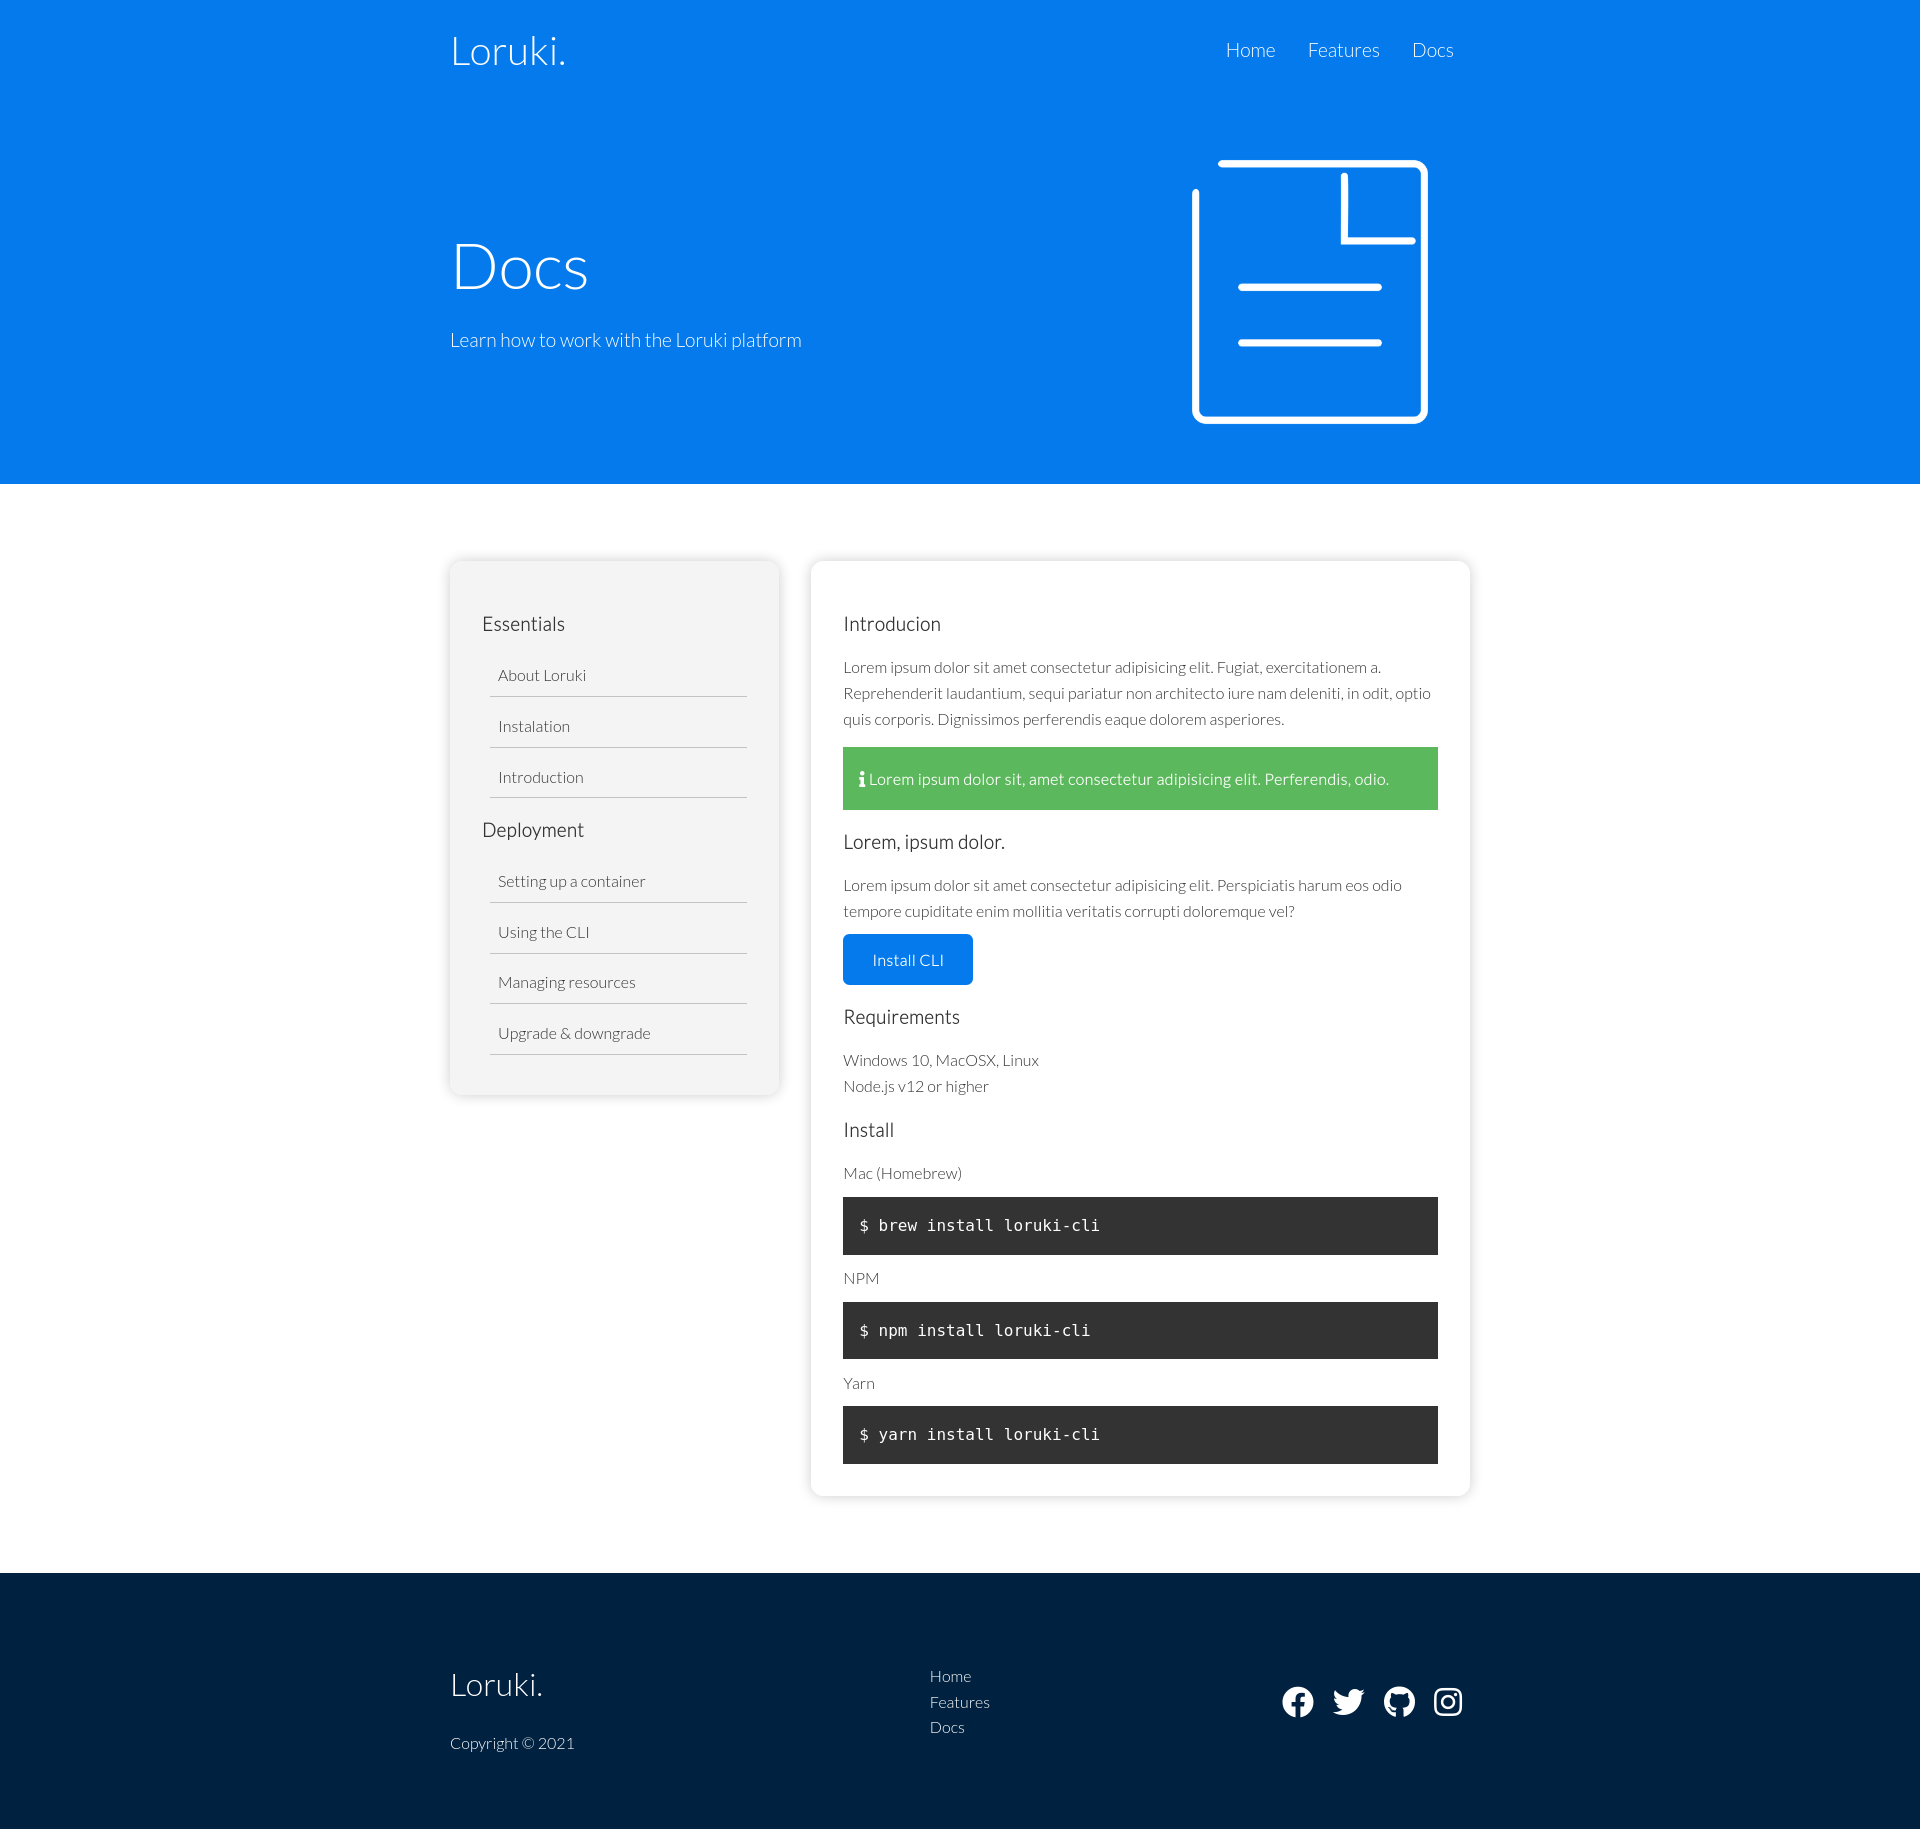 Loruki.
Home
Features
Docs
Docs
Learn how to work with the Loruki platform
Essentials
About Loruki
Instalation
Introduction
Deployment
Setting up a container
Using the CLI
Managing resources
Upgrade & downgrade
Introducion
Lorem ipsum dolor sit amet consectetur adipisicing elit. Fugiat, exercitationem a.
Reprehenderit laudantium, sequi pariatur non architecto iure nam deleniti, in odit, optio
quis corporis. Dignissimos perferendis eaque dolorem asperiores.
Lorem ipsum dolor sit, amet consectetur adipisicing elit. Perferendis, odio.
Lorem, ipsum dolor.
Lorem ipsum dolor sit amet consectetur adipisicing elit. Perspiciatis harum eos odio
tempore cupiditate enim mollitia veritatis corrupti doloremque vel?
Install CLI
Requirements
Windows 10, MacOSX, Linux
Node.js v12 or higher
Install
Mac (Homebrew)
$ brew install loruki-cli
NPM
$ npm install loruki-cli
Yarn
$ yarn install loruki-cli
Loruki.
Copyright © 2021
Home
Features
Docs